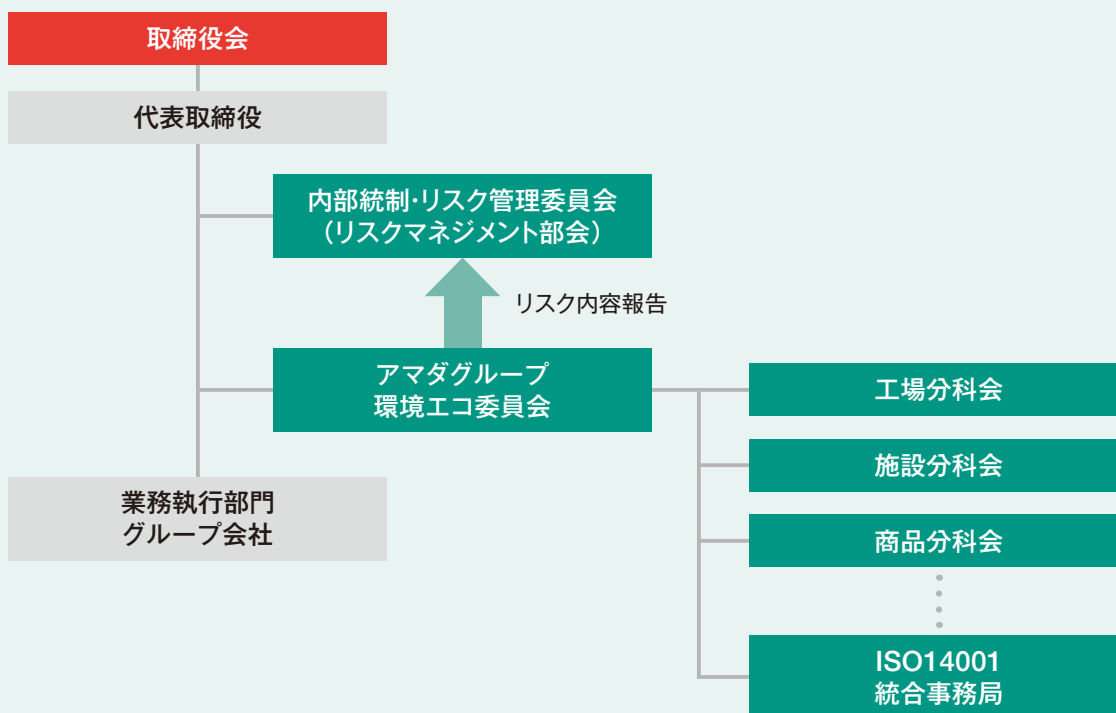 取締役会
代表取締役
内部統制・リスク管理委員会
（リスクマネジメント部会）
リスク内容報告
アマダグループ
環境エコ委員会
工場分科会
施設分科会
商品分科会
ISO14001
統合事務局
業務執行部門
グループ会社